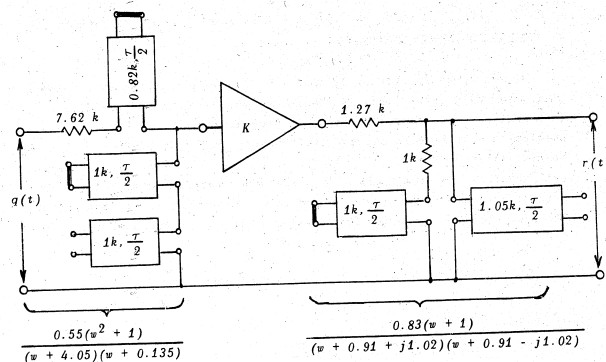 0.82k, τ/2
7.62 k
K
1.27 k
1k
1k, τ/2
g(t)
1k, τ/2
1k, τ/2
1.05k, τ/2
r(t
0.55(w² + 1)
(w + 4.05)(w + 0.135)
0.83(w + 1)
(w + 0.91 + j1.02)(w + 0.91 - j1.02)